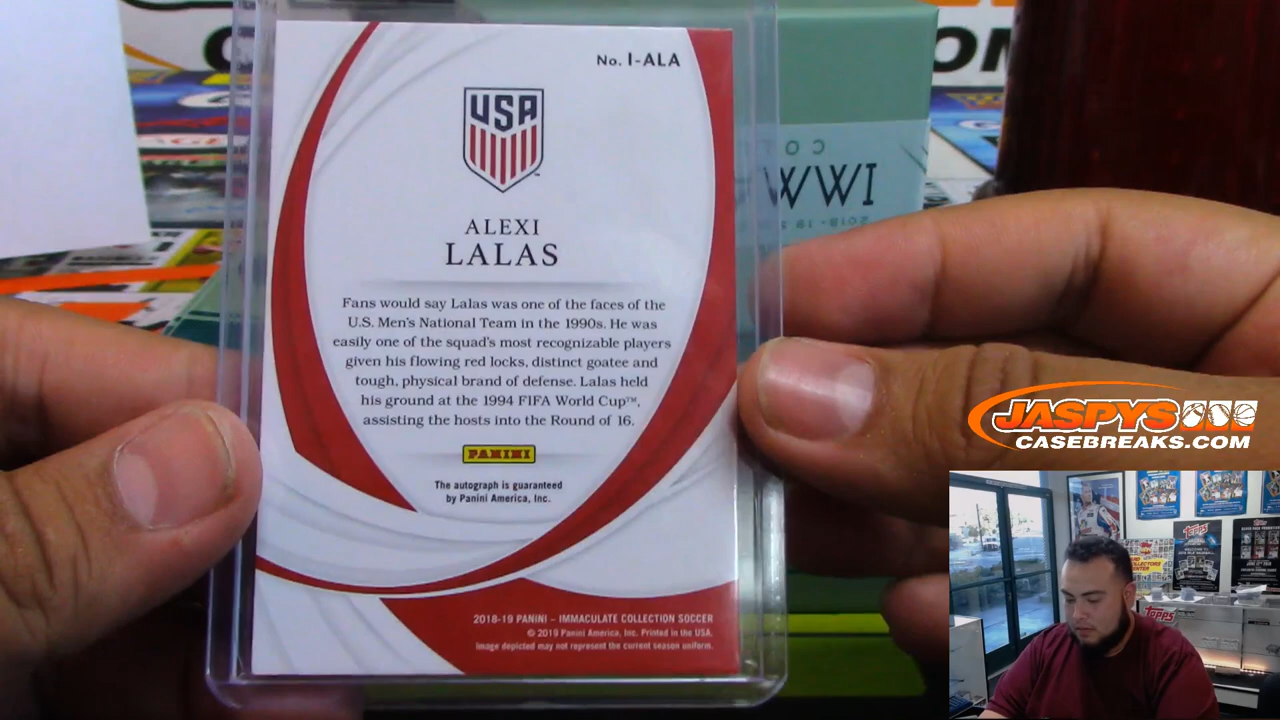 No. I-ALA
USA
ALEXI
LALAS
Fans would say Lalas was one of the faces of the
U.S. Men's National Team in the 1990s. He was
easily one of the squad's most recognizable players
given his flowing red locks, distinct goatee and
tough, physical brand of defense. Lalas held
his ground at the 1994 FIFA World Cup™,
assisting the hosts into the Round of 16.
PANINI
The autograph is guaranteed
by Panini America, Inc.
2018-19 PANINI – IMMACULATE COLLECTION SOCCER
© 2019 Panini America, Inc. Printed in the USA.
Image depicted may not represent the current season uniform.
JASPYS
CASEBREAKS.COM
topps
topps